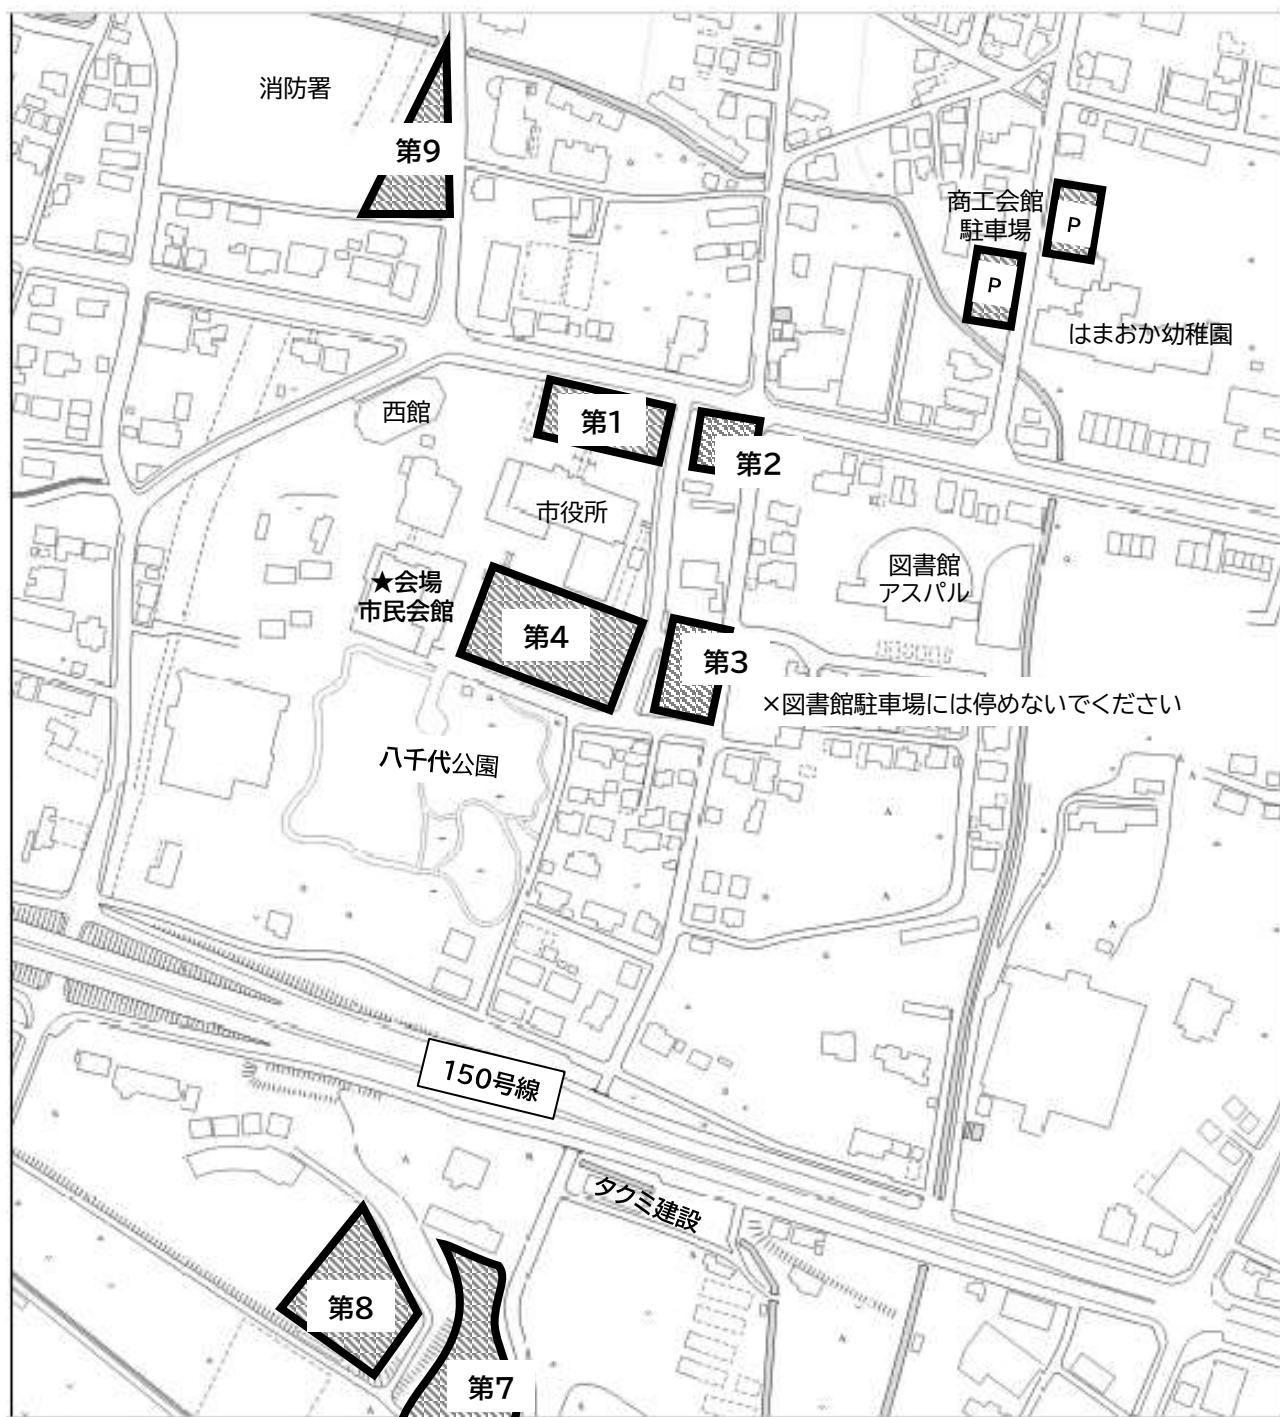 消防署
第9
商工会館
駐車場
P
P
はまおか幼稚園
西館
第1
第2
市役所
図書館
アスパル
★会場
市民会館
第4
第3
×図書館駐車場には停めないでください
八千代公園
150号線
タクミ建設
第8
第7